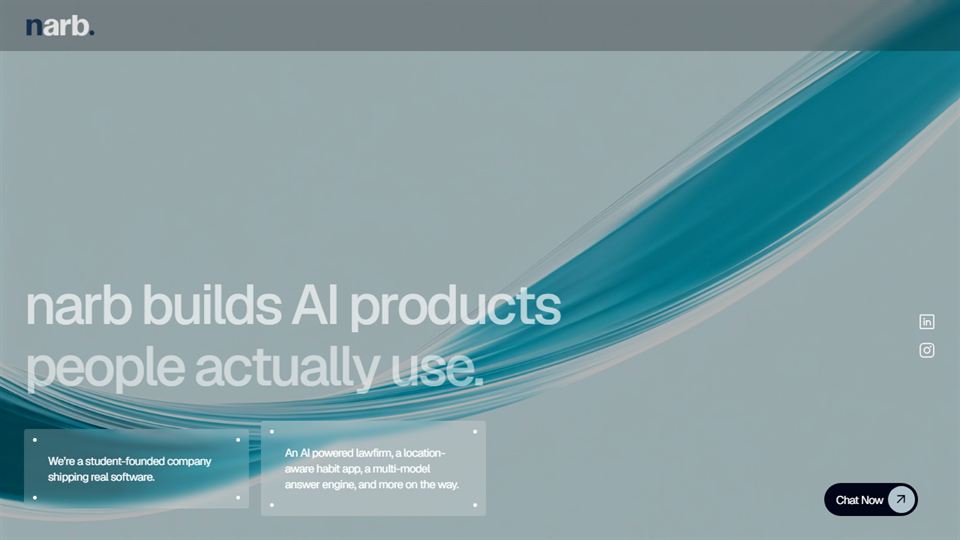 narb.
narb builds AI products
people actually use.
We're a student-founded company
shipping real software.
An AI powered lawfirm, a location-
aware habit app, a multi-model
answer engine, and more on the way.
in
Chat Now